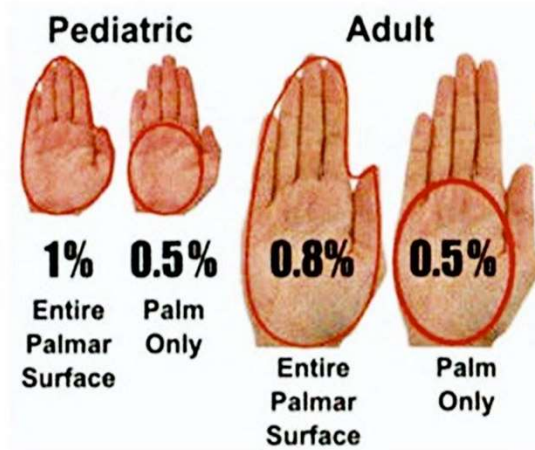 Pediatric
Adult
1%
0.5%
0.8%
0.5%
Entire
Palmar
Surface
Palm
Only
Entire
Palmar
Surface
Palm
Only